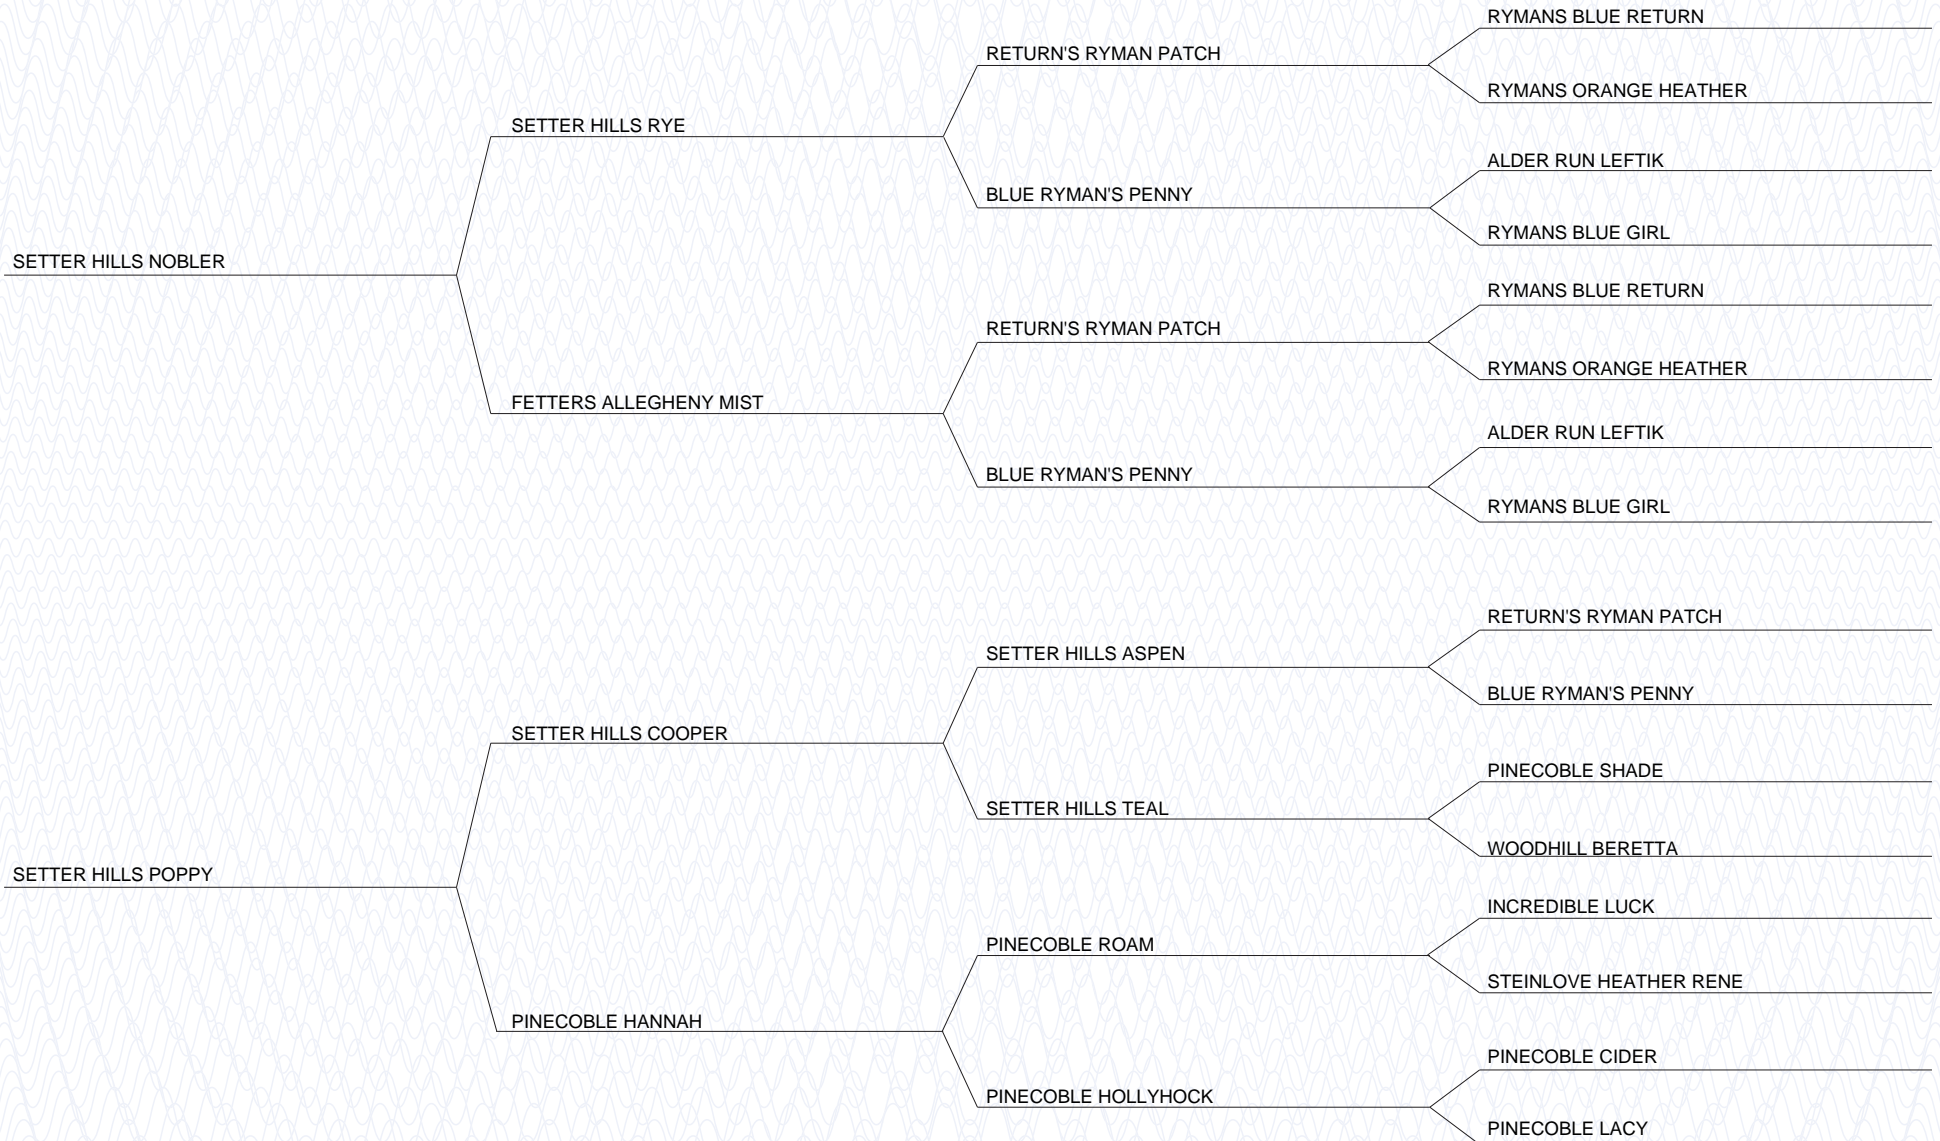 RYMANS BLUE RETURN
RETURN'S RYMAN PATCH
RYMANS ORANGE HEATHER
SETTER HILLS RYE
ALDER RUN LEFTIK
BLUE RYMAN'S PENNY
RYMANS BLUE GIRL
SETTER HILLS NOBLER
RYMANS BLUE RETURN
RETURN'S RYMAN PATCH
RYMANS ORANGE HEATHER
FETTERS ALLEGHENY MIST
ALDER RUN LEFTIK
BLUE RYMAN'S PENNY
RYMANS BLUE GIRL
RETURN'S RYMAN PATCH
SETTER HILLS ASPEN
BLUE RYMAN'S PENNY
SETTER HILLS COOPER
PINECOBLE SHADE
SETTER HILLS TEAL
WOODHILL BERETTA
SETTER HILLS POPPY
INCREDIBLE LUCK
PINECOBLE ROAM
STEINLOVE HEATHER RENE
PINECOBLE HANNAH
PINECOBLE CIDER
PINECOBLE HOLLYHOCK
PINECOBLE LACY